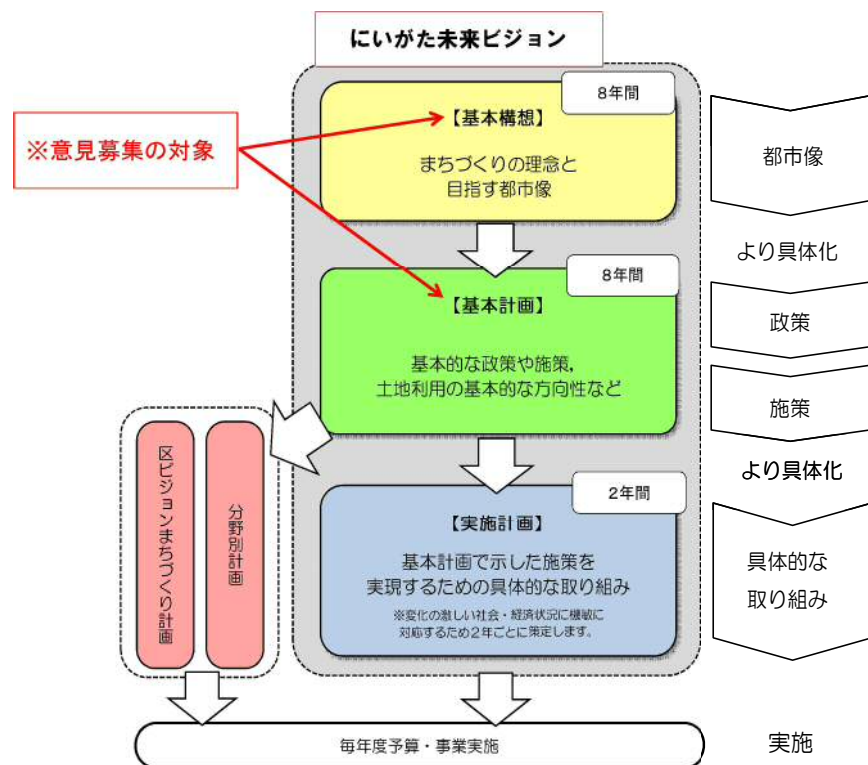 にいがた未来ビジョン
8年間
【基本構想】
まちづくりの理念と
目指す都市像
※意見募集の対象
都市像
より具体化
8年間
【基本計画】
基本的な政策や施策，
土地利用の基本的な方向性など
政策
施策
より具体化
区ビジョンまちづくり計画
分野別計画
2年間
【実施計画】
基本計画で示した施策を
実現するための具体的な取り組み
※変化の激しい社会・経済状況に機敏に
対応するため2年ごとに策定します。
具体的な
取り組み
毎年度予算・事業実施
実施